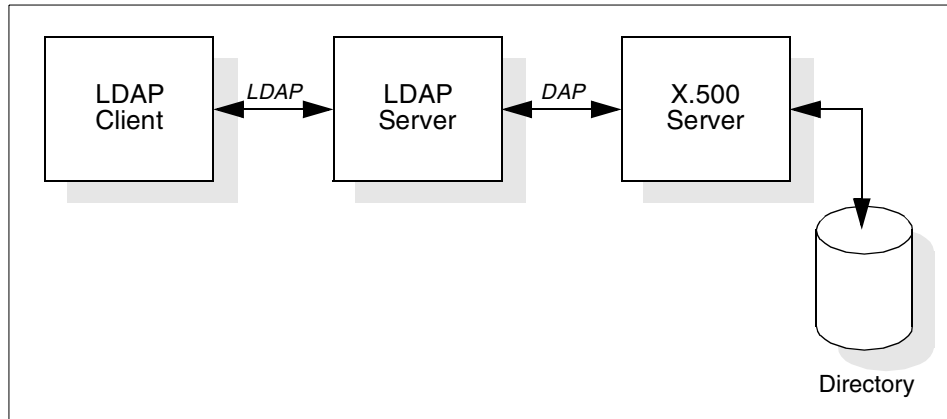 LDAP
Client
LDAP
LDAP
Server
DAP
X.500
Server
Directory